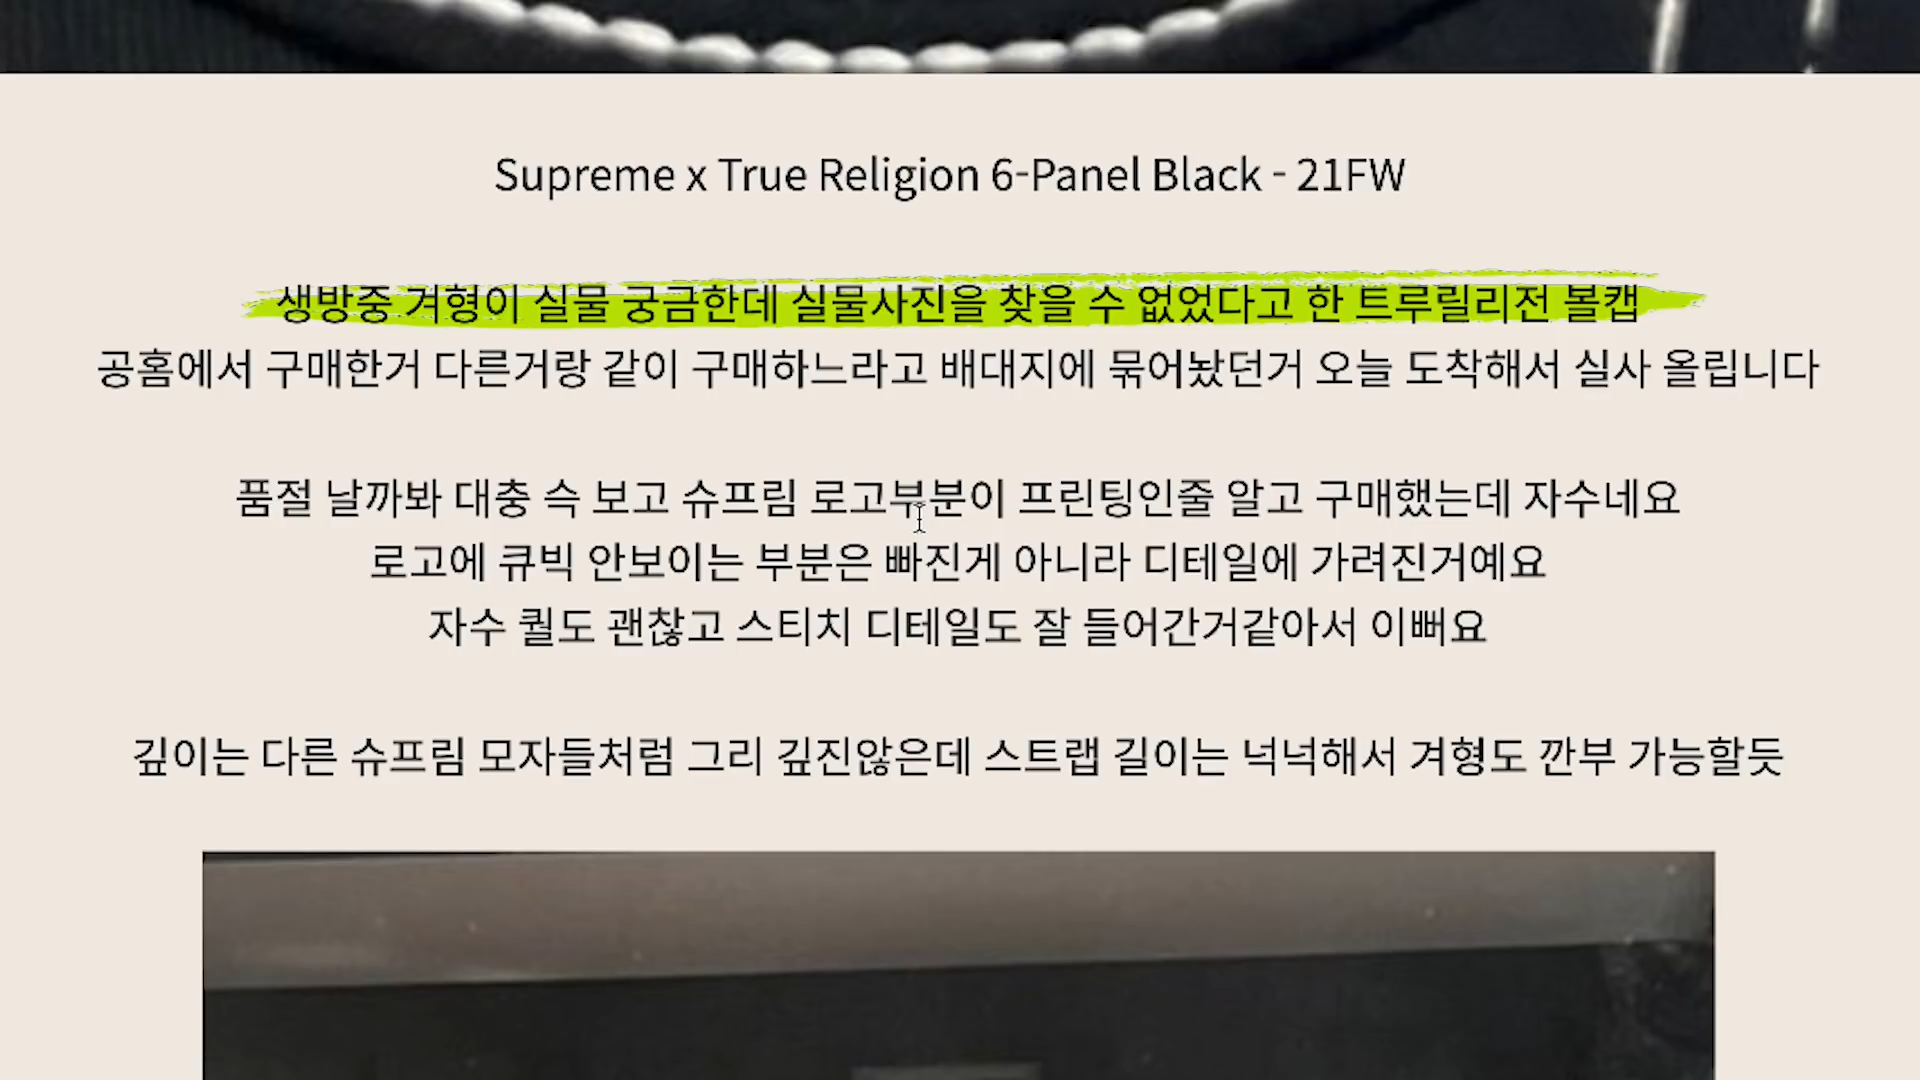 Supreme x True Religion 6-Panel Black - 21FW
생방중 겨형이 실물 궁금한데 실물사진을 찾을 수 없었다고 한 트루릴리전 볼캡
공홈에서 구매한거 다른거랑 같이 구매하느라고 배대지에 묶어놨던거 오늘 도착해서 실사 올립니다
품절 날까봐 대충 슥 보고 슈프림 로고부분이 프린팅인줄 알고 구매했는데 자수네요
로고에 큐빅 안보이는 부분은 빠진게 아니라 디테일에 가려진거예요
자수 퀄도 괜찮고 스티치 디테일도 잘 들어간거같아서 이뻐요
깊이는 다른 슈프림 모자들처럼 그리 깊진않은데 스트랩 길이는 넉넉해서 겨형도 깐부 가능할듯